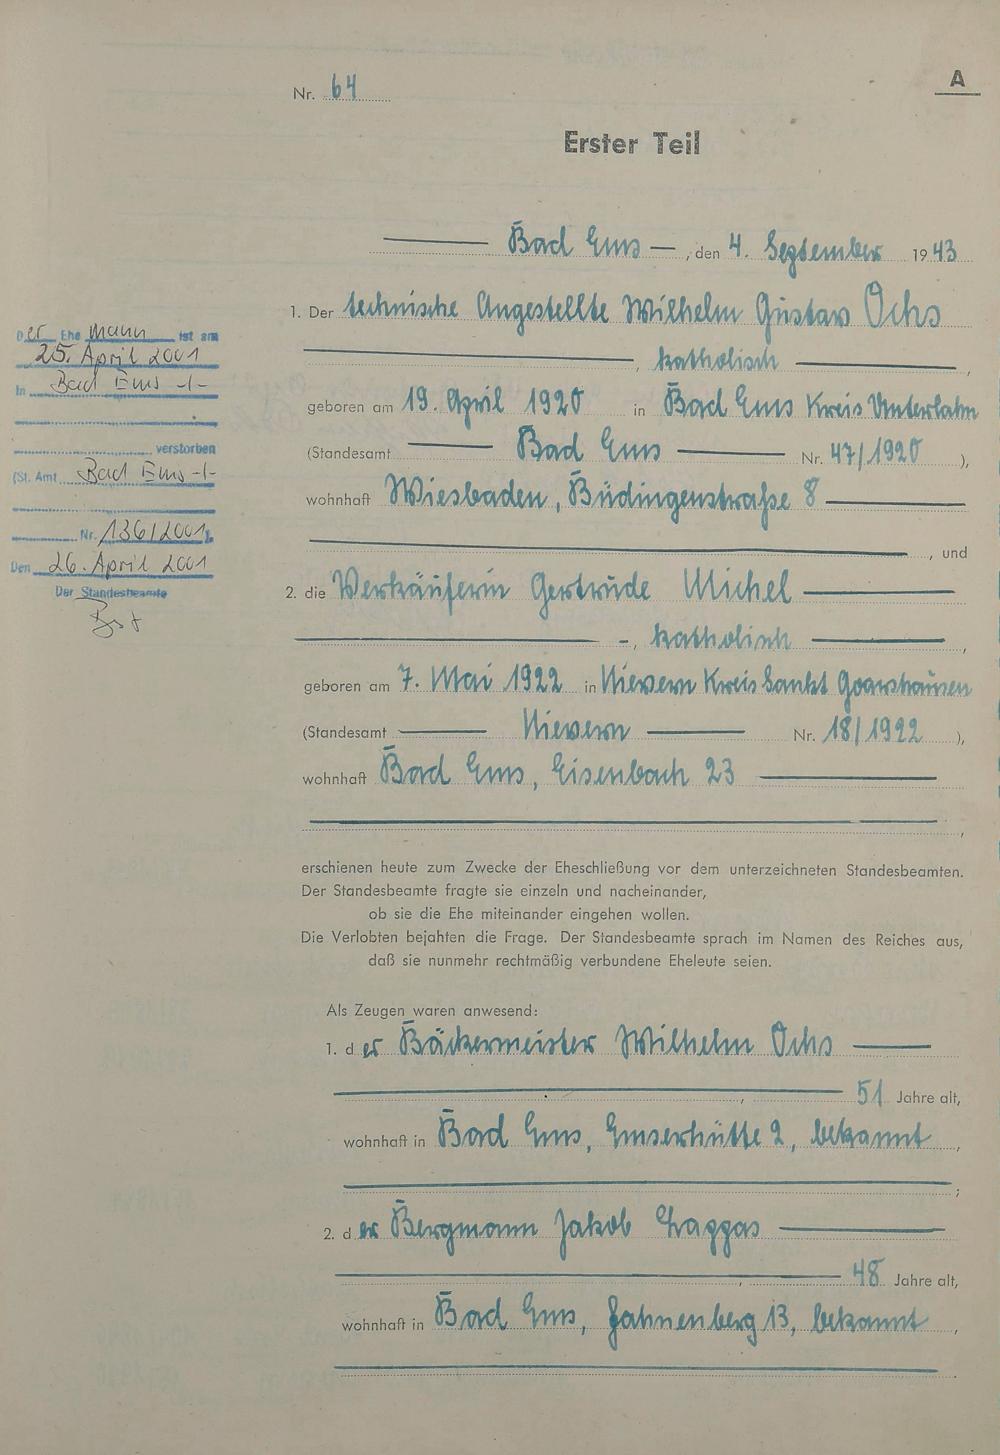 Nr. 64
A
Erster Teil
Bad Ems, den 4. September 1943
1. Der technische Angestellte Wilhelm Gustav Ochs
, katholisch,
geboren am 19. April 1920 in Bad Ems Kreis Unterlahn
(Standesamt Bad Ems Nr. 47/1920),
wohnhaft Wiesbaden, Büdingenstraße 8
, und
2. die Verkäuferin Gertrude Michel
-, katholisch,
geboren am 7. Mai 1922 in Nievern Kreis Sankt Goarshausen
(Standesamt Nievern Nr. 18/1922),
wohnhaft Bad Ems, Eisenbach 23
,
erschienen heute zum Zwecke der Eheschließung vor dem unterzeichneten Standesbeamten.
Der Standesbeamte fragte sie einzeln und nacheinander,
ob sie die Ehe miteinander eingehen wollen.
Die Verlobten bejahten die Frage. Der Standesbeamte sprach im Namen des Reiches aus,
daß sie nunmehr rechtmäßig verbundene Eheleute seien.
Als Zeugen waren anwesend:
1. der Bäckermeister Wilhelm Ochs
, 51 Jahre alt,
wohnhaft in Bad Ems, Emserhütte 2, bekannt,
;
2. der Bergmann Jakob
, 48 Jahre alt,
wohnhaft in Bad Ems, Fahnenberg 13, bekannt,
Der Ehe mann ist am
25. April 2001
in Bad Ems -/-
verstorben
(St. Amt Bad Ems -/-
Nr. 136/2001).
Den 26. April 2001
Der Standesbeamte